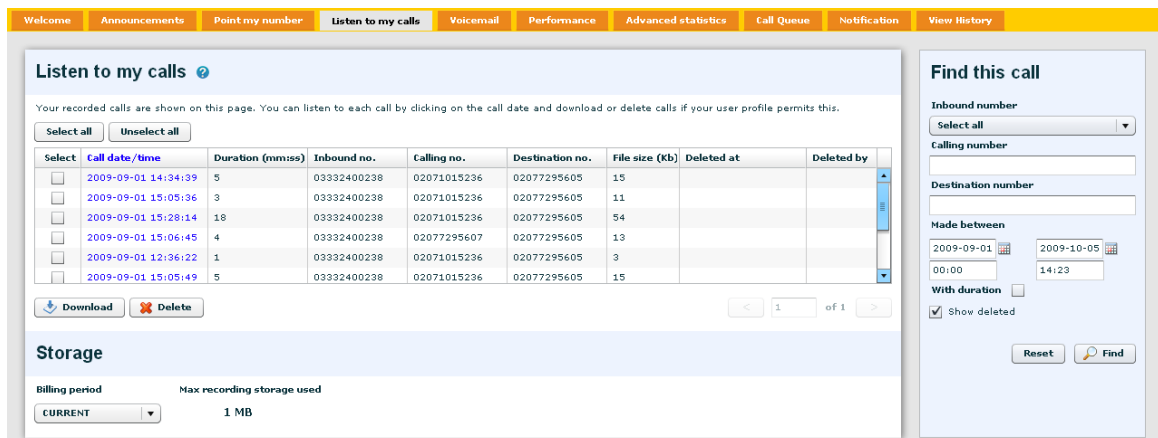 Welcome Announcements Point my number Listen to my calls Voicemail Performance Advanced statistics Call Queue Notification View History
Listen to my calls ?
Your recorded calls are shown on this page. You can listen to each call by clicking on the call date and download or delete calls if your user profile permits this.
Select all Unselect all
Select Call date/time Duration (mm:ss) Inbound no. Calling no. Destination no. File size (Kb) Deleted at Deleted by
2009-09-01 14:34:39 5 03332400238 02071015236 02077295605 15
2009-09-01 15:05:36 3 03332400238 02071015236 02077295605 11
2009-09-01 15:28:14 18 03332400238 02071015236 02077295605 54
2009-09-01 15:06:45 4 03332400238 02077295607 02077295605 13
2009-09-01 12:36:22 1 03332400238 02071015236 02077295605 3
2009-09-01 15:05:49 5 03332400238 02071015236 02077295605 15
Download Delete < 1 of 1 >
Storage
Billing period Max recording storage used
CURRENT 1 MB
Find this call
Inbound number
Select all
Calling number
Destination number
Made between
2009-09-01 2009-10-05
00:00 14:23
With duration
Show deleted
Reset Find